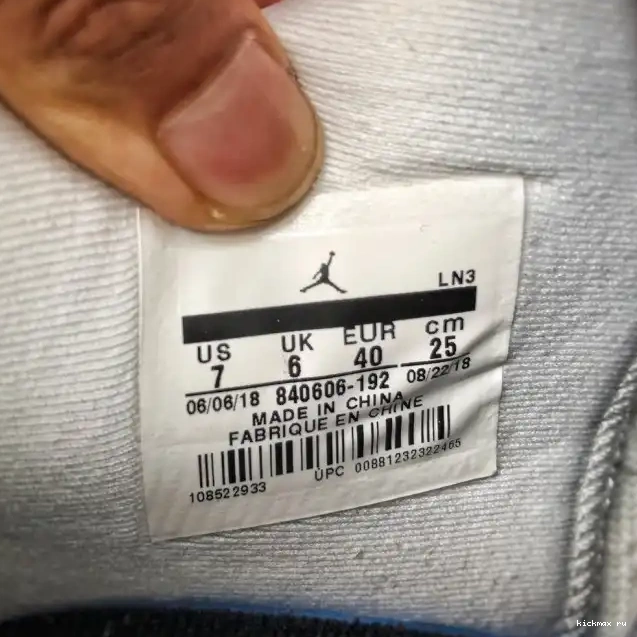 LN3
US UK EUR cm
7 6 40 25
06/06/18 840606-192 08/22/18
MADE IN CHINA
FABRIQUE EN CHINE
108522933 UPC 00881232322465
kickmax ru